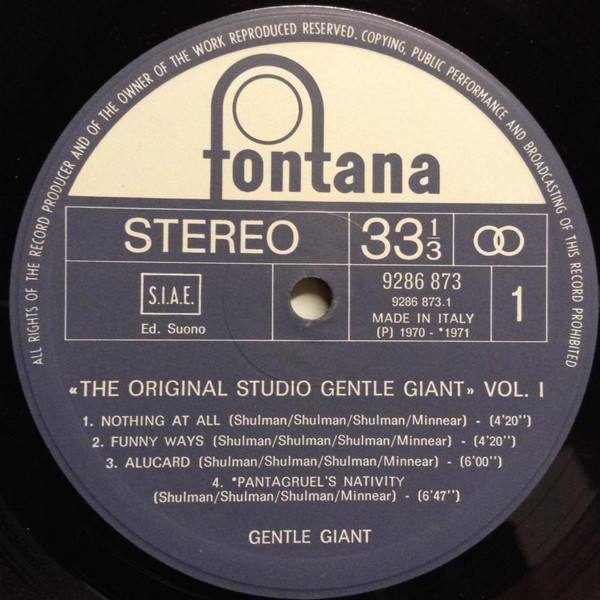 ALL RIGHTS OF THE RECORD PRODUCER AND OF THE OWNER OF THE WORK REPRODUCED RESERVED. COPYING, PUBLIC PERFORMANCE AND BROADCASTING OF THIS RECORD PROHIBITED
fontana
STEREO 33 1/3
S.I.A.E.
Ed. Suono
9286 873
9286 873.1
MADE IN ITALY
(P) 1970 - *1971
1
«THE ORIGINAL STUDIO GENTLE GIANT» VOL. I
1. NOTHING AT ALL (Shulman/Shulman/Shulman/Minnear) - (4'20'')
2. FUNNY WAYS (Shulman/Shulman/Shulman/Minnear) - (4'20'')
3. ALUCARD (Shulman/Shulman/Shulman/Minnear) - (6'00'')
4. *PANTAGRUEL'S NATIVITY
(Shulman/Shulman/Shulman/Minnear) - (6'47'')
GENTLE GIANT